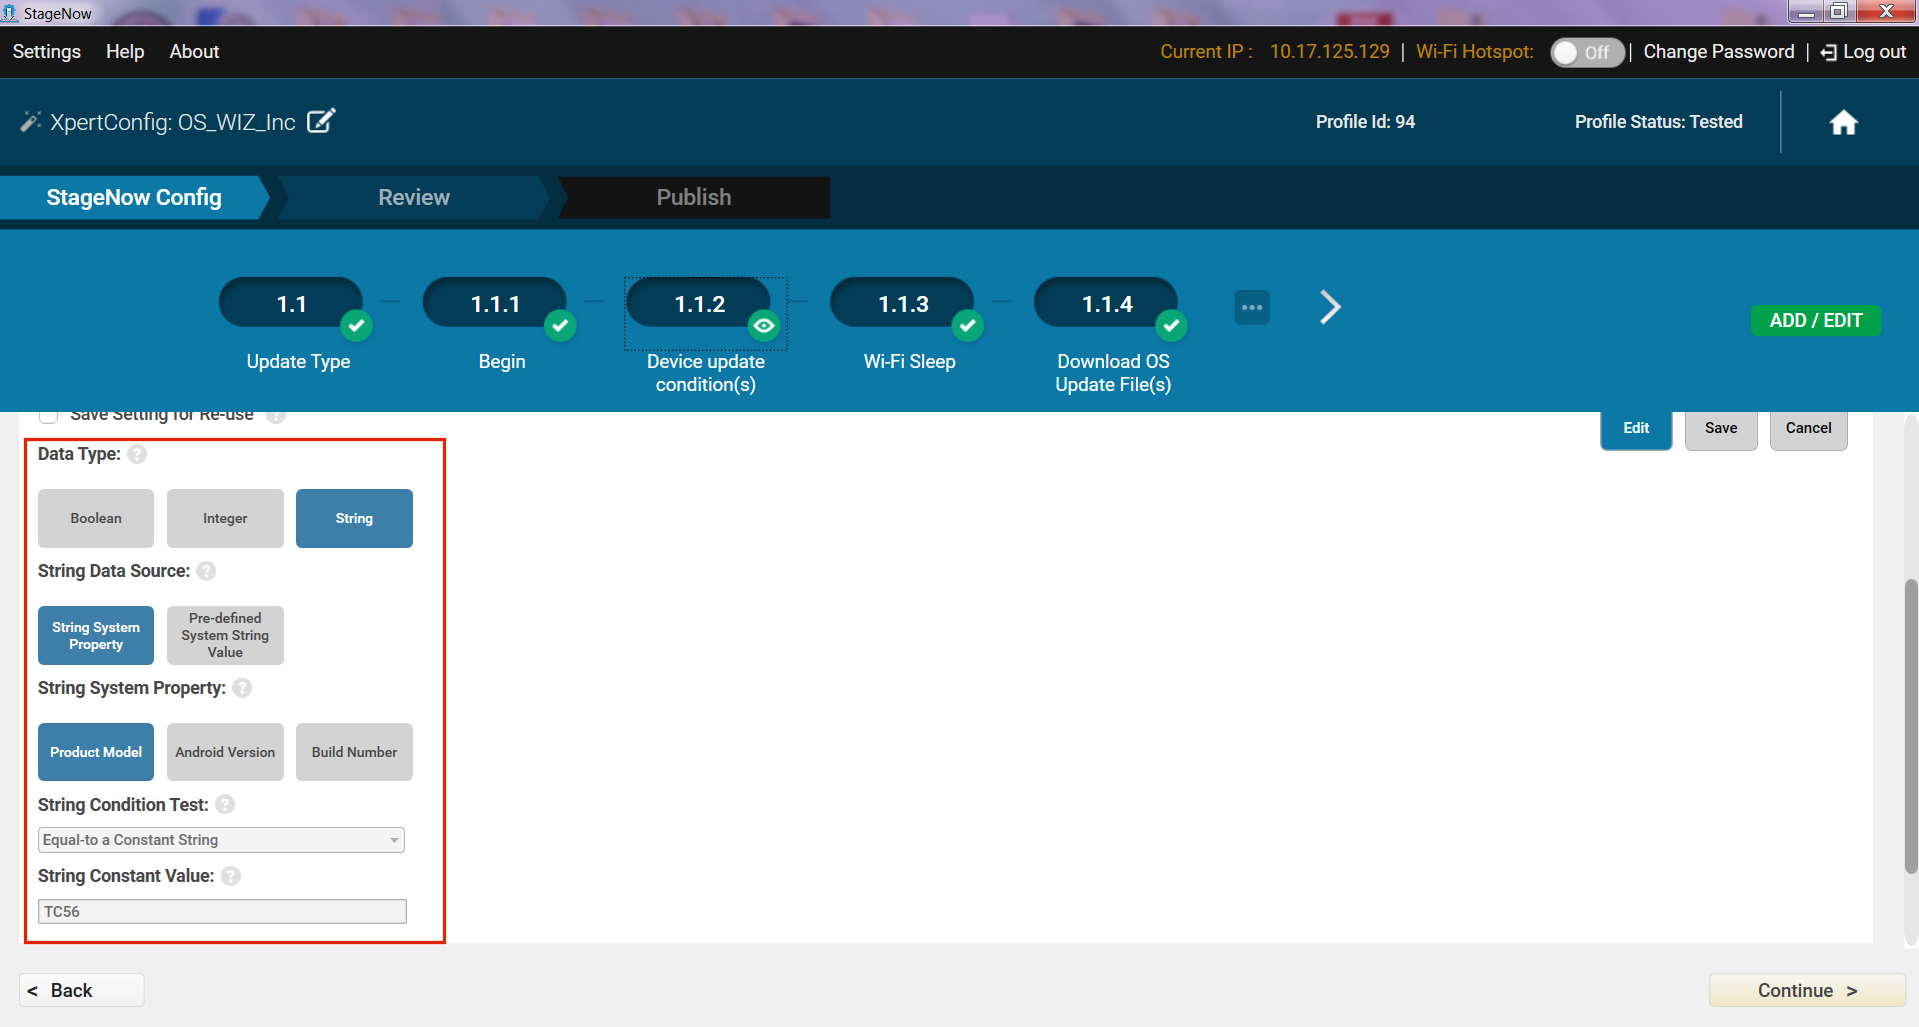 StageNow
Settings Help About Current IP : 10.17.125.129 | Wi-Fi Hotspot: Off | Change Password | Log out
XpertConfig: OS_WIZ_Inc Profile Id: 94 Profile Status: Tested
StageNow Config Review Publish
1.1 1.1.1 1.1.2 1.1.3 1.1.4 ...
ADD / EDIT
Update Type Begin Device update Wi-Fi Sleep Download OS
condition(s) Update File(s)
Save Setting for Re-use ?
Edit Save Cancel
Data Type: ?
Boolean Integer String
String Data Source: ?
String System
Property
Pre-defined
System String
Value
String System Property: ?
Product Model Android Version Build Number
String Condition Test: ?
Equal-to a Constant String
String Constant Value: ?
TC56
< Back Continue >